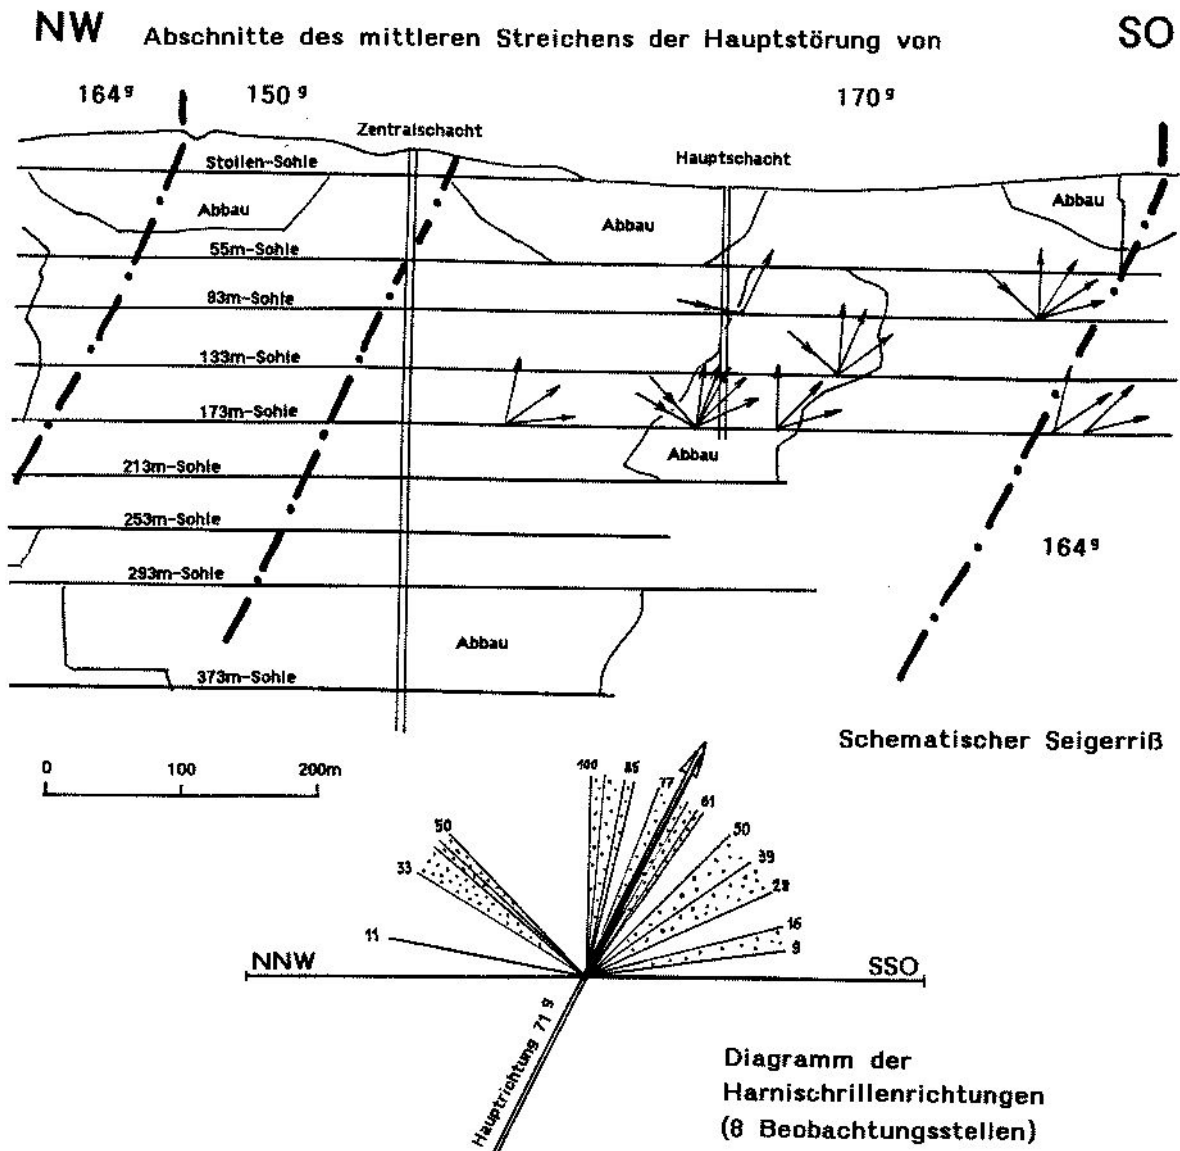 NW Abschnitte des mittleren Streichens der Hauptstörung von SO
164g 150g 170g
Zentralschacht
Hauptschacht
Stollen-Sohle
Abbau
Abbau
Abbau
55m-Sohle
93m-Sohle
133m-Sohle
173m-Sohle
Abbau
213m-Sohle
253m-Sohle
164g
293m-Sohle
Abbau
373m-Sohle
Schematischer Seigerriß
0 100 200m
100 85 77 61
50 50
33 39
28
11 16
9
NNW SSO
Hauptrichtung 71g
Diagramm der
Harnischrillenrichtungen
(8 Beobachtungsstellen)